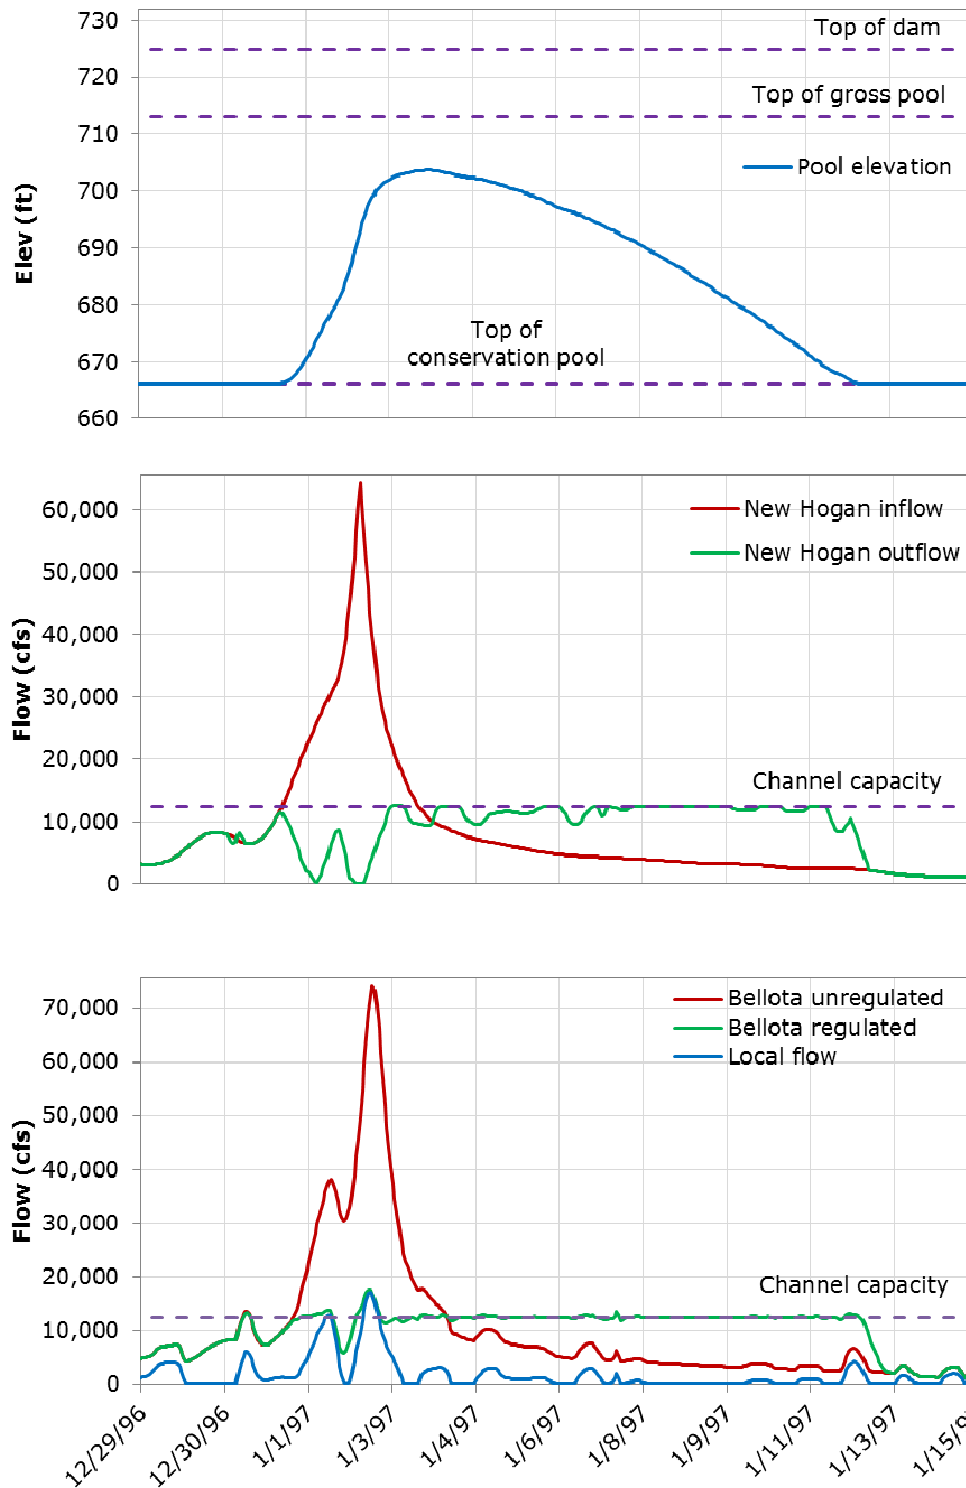 730
720
710
700
690
680
670
660
Elev (ft)
Top of dam
Top of gross pool
Pool elevation
Top of
conservation pool
60,000
50,000
40,000
30,000
20,000
10,000
0
Flow (cfs)
New Hogan inflow
New Hogan outflow
Channel capacity
70,000
60,000
50,000
40,000
30,000
20,000
10,000
0
Flow (cfs)
Bellota unregulated
Bellota regulated
Local flow
Channel capacity
12/29/96
12/30/96
1/1/97
1/3/97
1/4/97
1/6/97
1/8/97
1/9/97
1/11/97
1/13/97
1/15/9